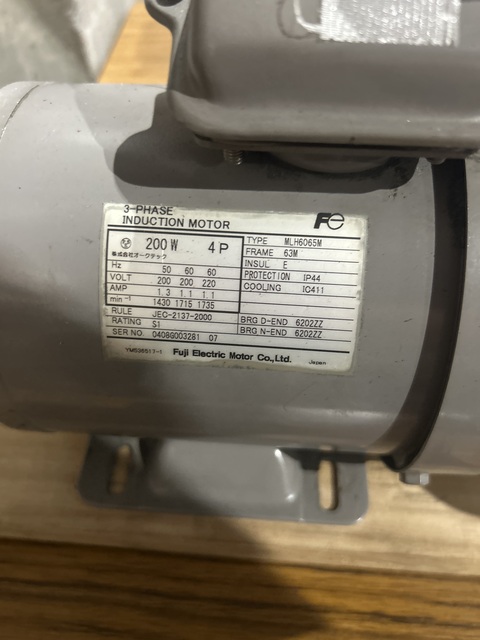 3-PHASE
INDUCTION MOTOR
Fe
200 W 4 P
株式会社オークテック
Hz 50 60 60
VOLT 200 200 220
AMP 1.3 1.1 1.1
min⁻¹ 1430 1715 1735
RULE JEC-2137-2000
RATING S1
SER NO. 0408G003281 07
TYPE MLH6065M
FRAME 63M
INSUL E
PROTECTION IP44
COOLING IC411
BRG D-END 6202ZZ
BRG N-END 6202ZZ
Fuji Electric Motor Co.,Ltd.
Japan